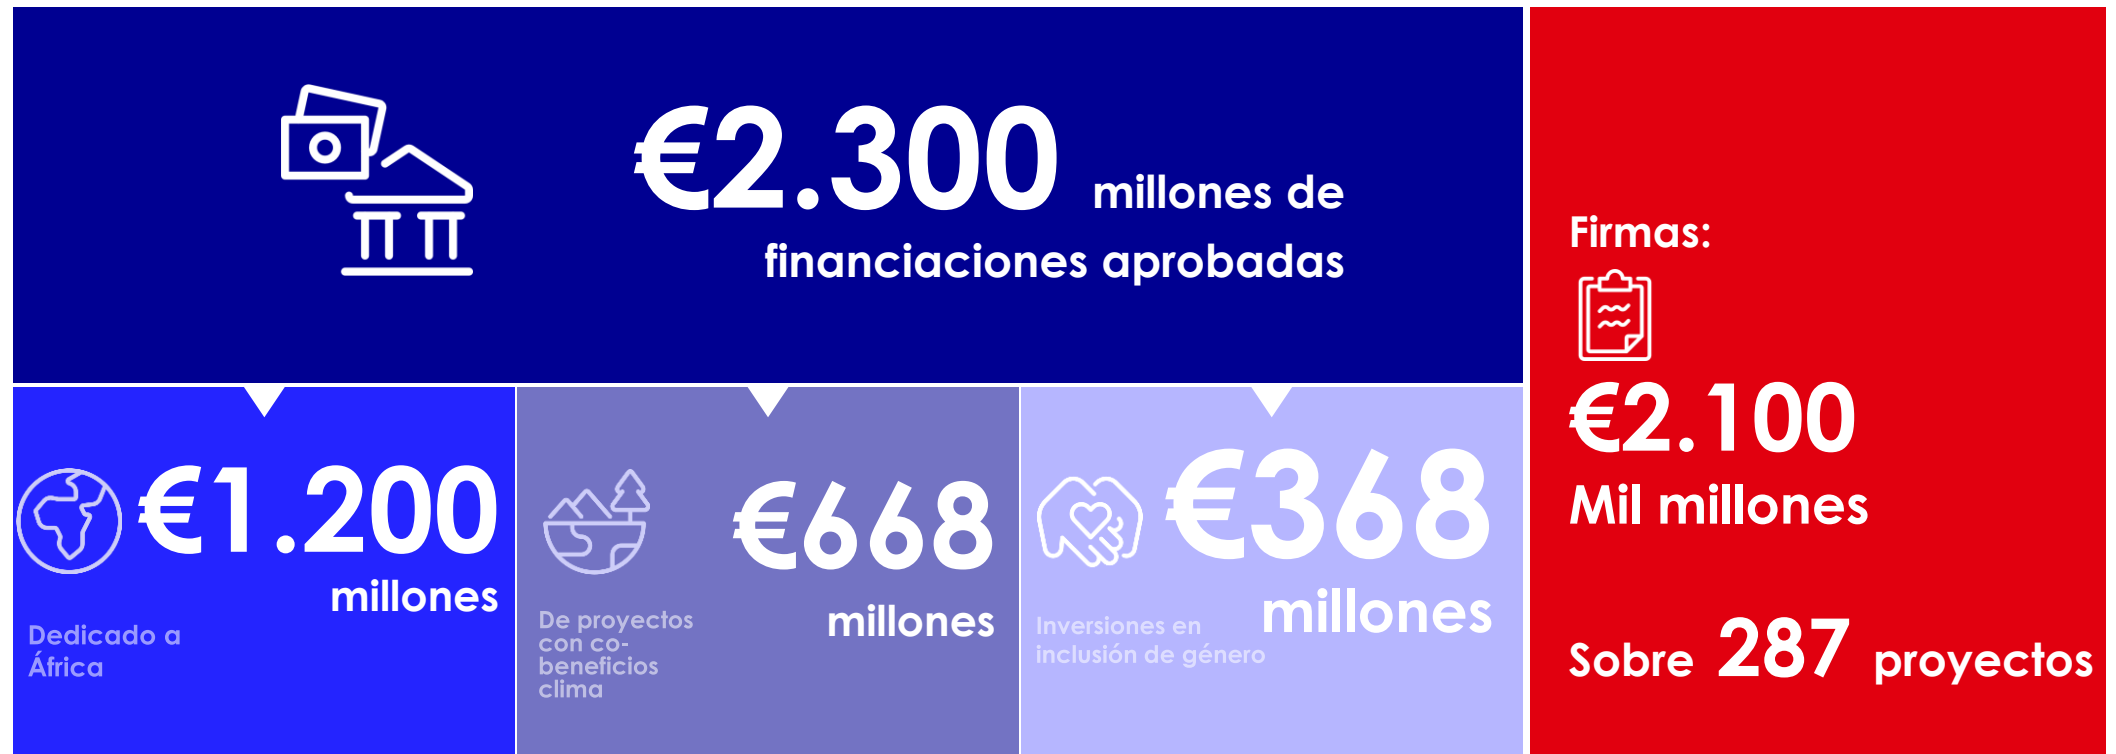 €2.300 millones de
financiaciones aprobadas
€1.200
millones
Dedicado a
África
€668
millones
De proyectos
con co-
beneficios
clima
€368
millones
Inversiones en
inclusión de género
Firmas:
€2.100
Mil millones
Sobre 287 proyectos